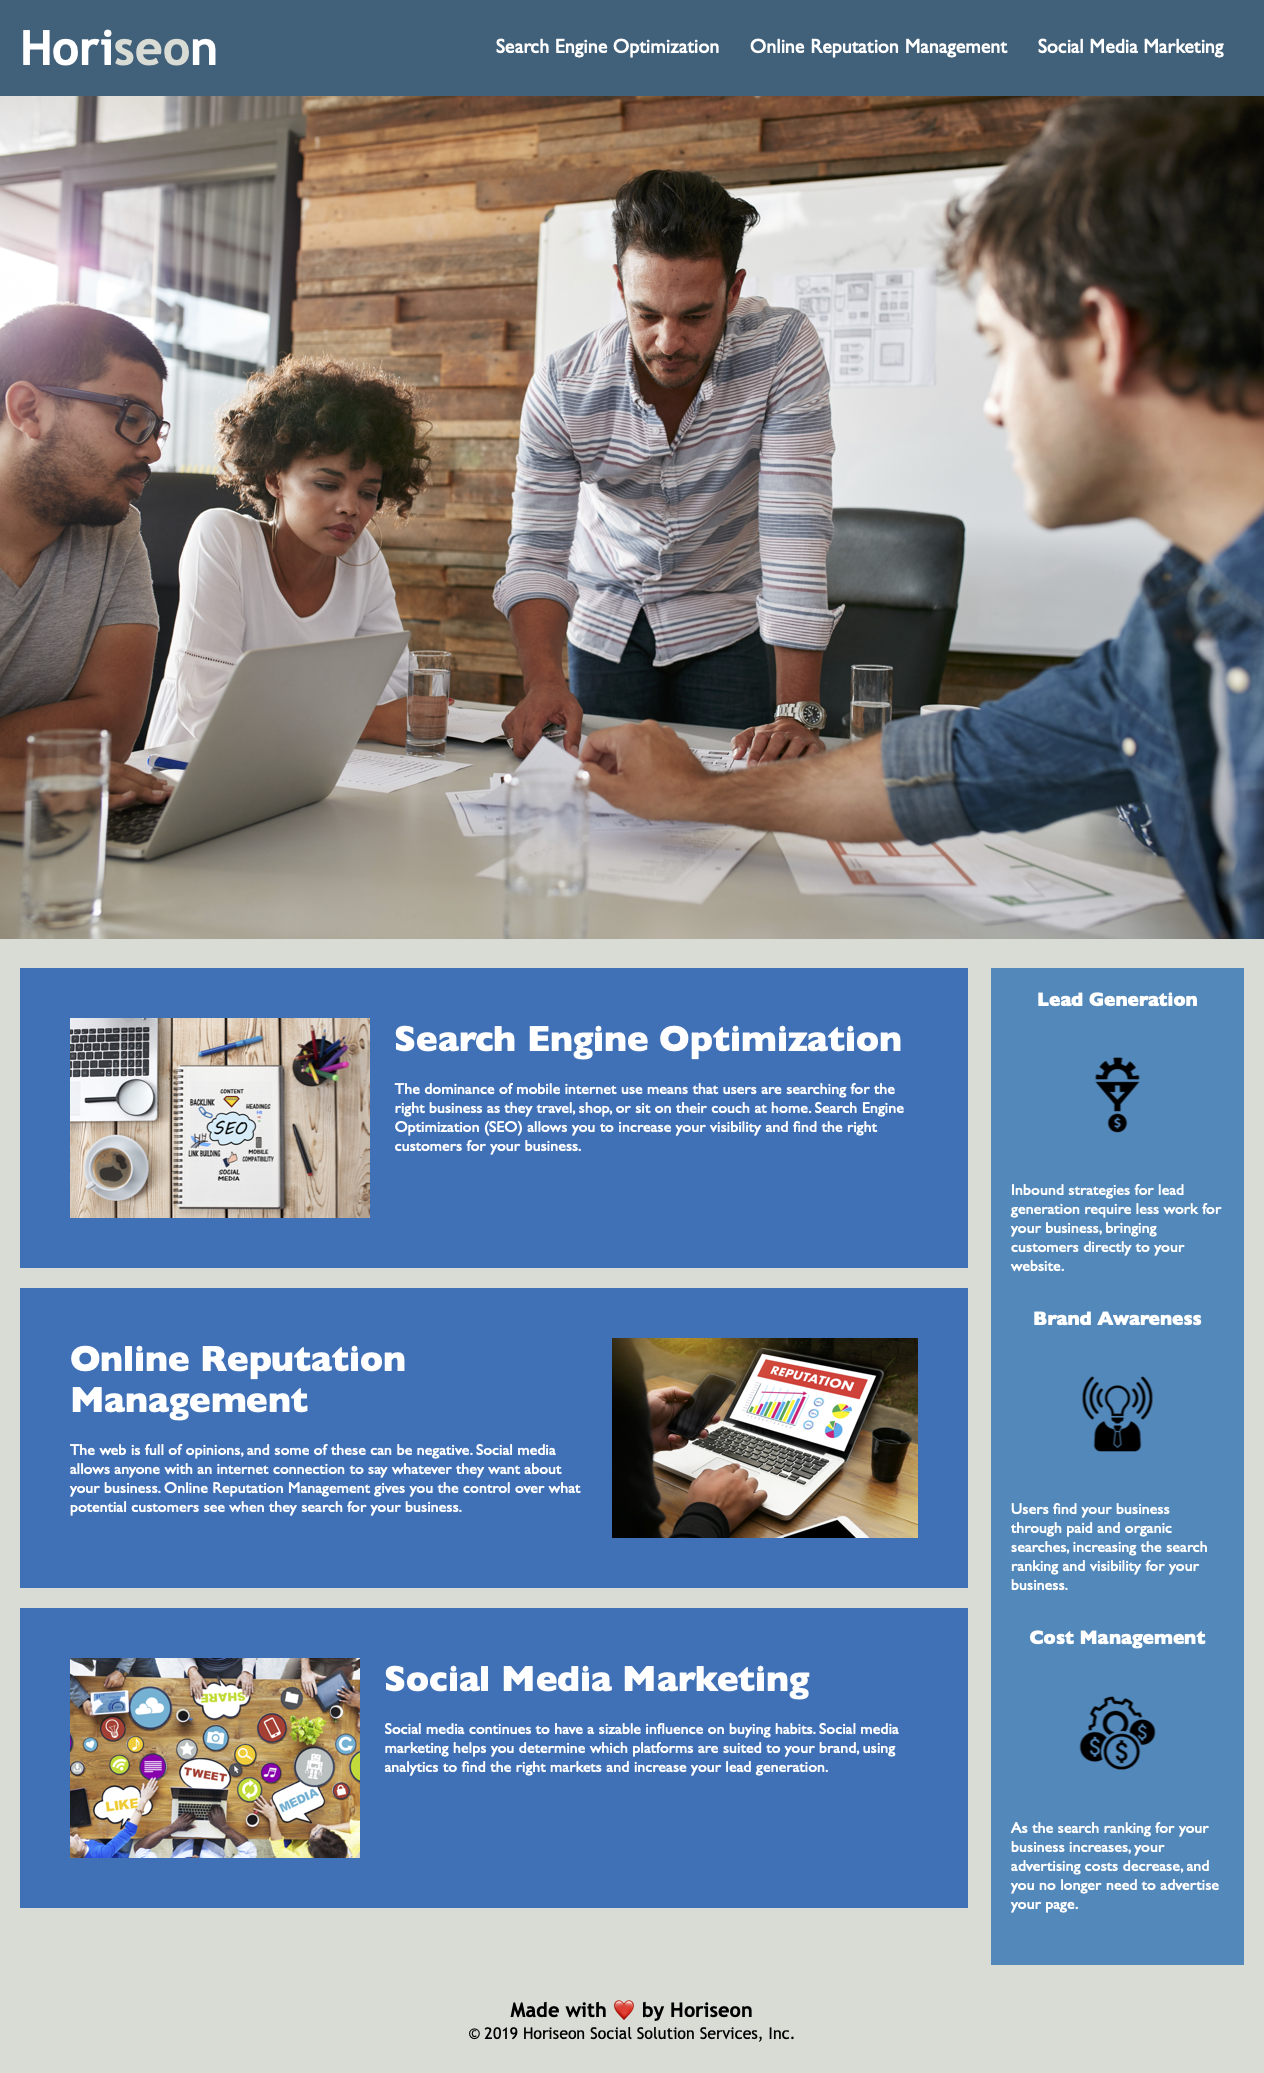 Horiseon
Search Engine Optimization
Online Reputation Management
Social Media Marketing
CONTENT
BACKLINK
HEADINGS
SEO
LINK BUILDING
MOBILE
COMPATIBILITY
SOCIAL
MEDIA
Search Engine Optimization
The dominance of mobile internet use means that users are searching for the
right business as they travel, shop, or sit on their couch at home. Search Engine
Optimization (SEO) allows you to increase your visibility and find the right
customers for your business.
Online Reputation
Management
The web is full of opinions, and some of these can be negative. Social media
allows anyone with an internet connection to say whatever they want about
your business. Online Reputation Management gives you the control over what
potential customers see when they search for your business.
REPUTATION
SHARE
TWEET
LIKE
MEDIA
Social Media Marketing
Social media continues to have a sizable influence on buying habits. Social media
marketing helps you determine which platforms are suited to your brand, using
analytics to find the right markets and increase your lead generation.
Lead Generation
$
Inbound strategies for lead
generation require less work for
your business, bringing
customers directly to your
website.
Brand Awareness
Users find your business
through paid and organic
searches, increasing the search
ranking and visibility for your
business.
Cost Management
$
$
$
As the search ranking for your
business increases, your
advertising costs decrease, and
you no longer need to advertise
your page.
Made with ❤️ by Horiseon
© 2019 Horiseon Social Solution Services, Inc.